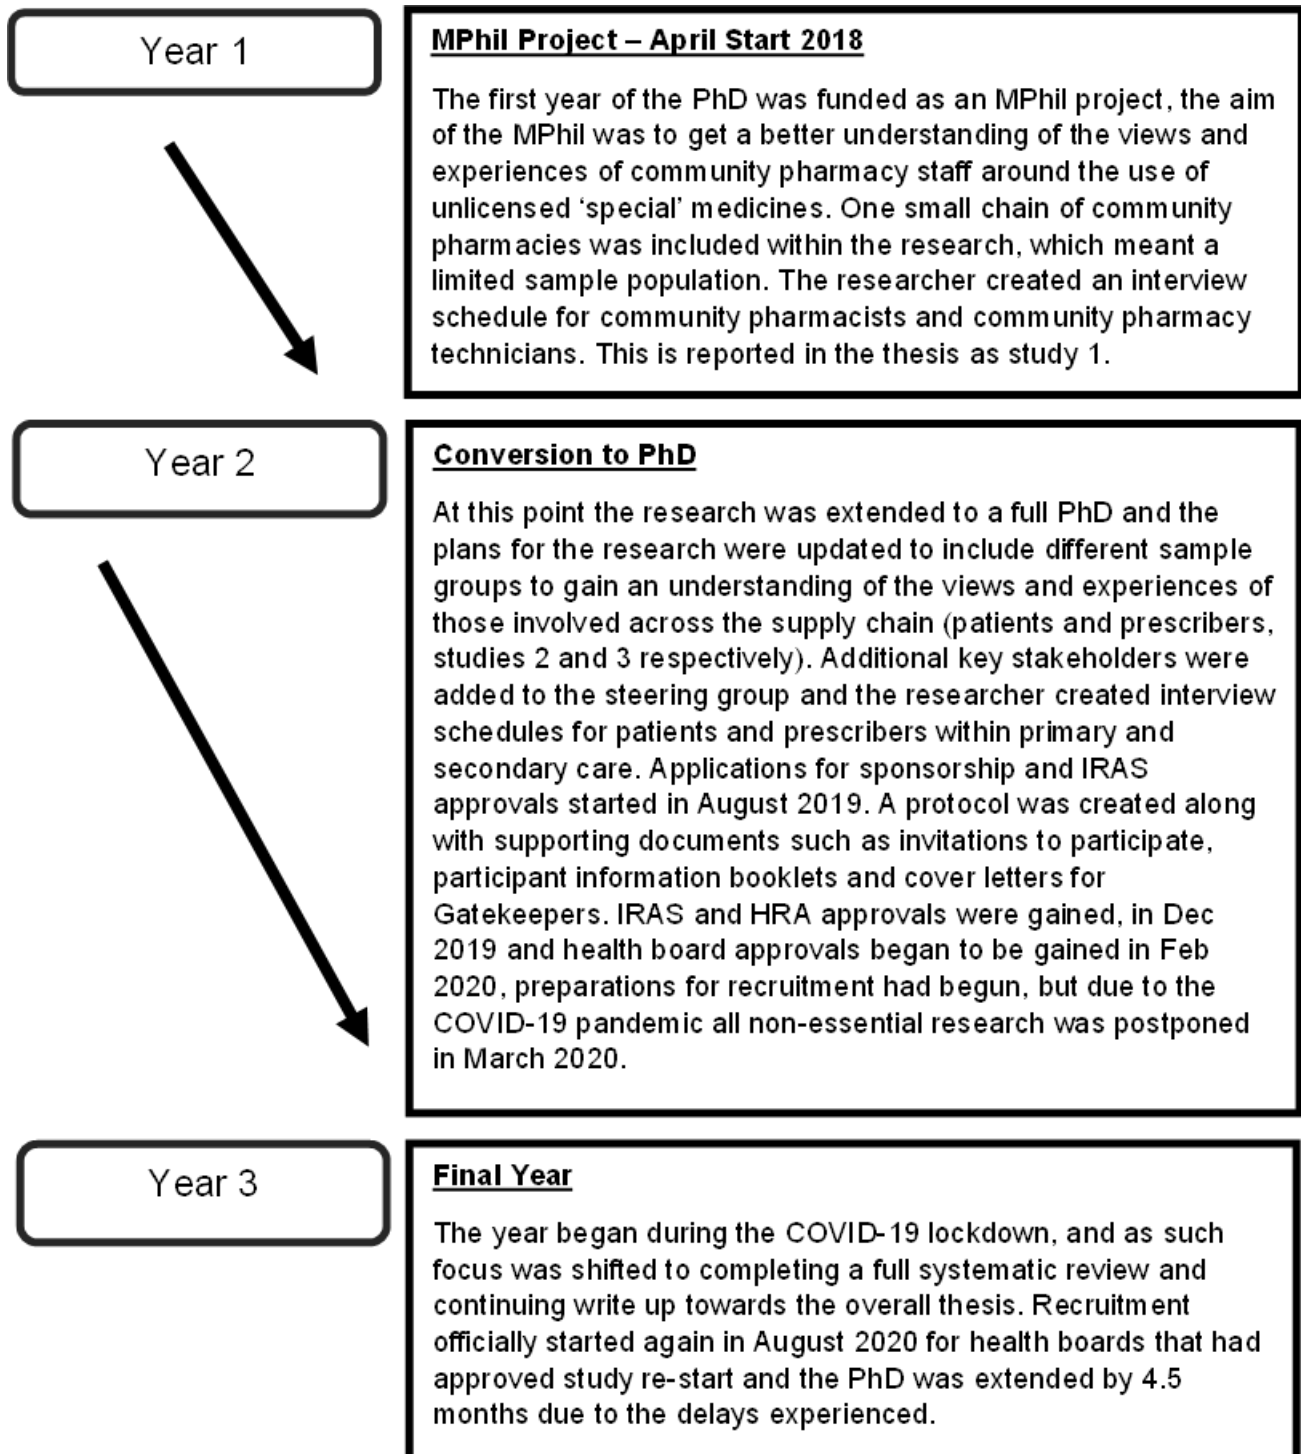 Year 1
MPhil Project – April Start 2018
The first year of the PhD was funded as an MPhil project, the aim
of the MPhil was to get a better understanding of the views and
experiences of community pharmacy staff around the use of
unlicensed ‘special’ medicines. One small chain of community
pharmacies was included within the research, which meant a
limited sample population. The researcher created an interview
schedule for community pharmacists and community pharmacy
technicians. This is reported in the thesis as study 1.
Year 2
Conversion to PhD
At this point the research was extended to a full PhD and the
plans for the research were updated to include different sample
groups to gain an understanding of the views and experiences of
those involved across the supply chain (patients and prescribers,
studies 2 and 3 respectively). Additional key stakeholders were
added to the steering group and the researcher created interview
schedules for patients and prescribers within primary and
secondary care. Applications for sponsorship and IRAS
approvals started in August 2019. A protocol was created along
with supporting documents such as invitations to participate,
participant information booklets and cover letters for
Gatekeepers. IRAS and HRA approvals were gained, in Dec
2019 and health board approvals began to be gained in Feb
2020, preparations for recruitment had begun, but due to the
COVID-19 pandemic all non-essential research was postponed
in March 2020.
Year 3
Final Year
The year began during the COVID-19 lockdown, and as such
focus was shifted to completing a full systematic review and
continuing write up towards the overall thesis. Recruitment
officially started again in August 2020 for health boards that had
approved study re-start and the PhD was extended by 4.5
months due to the delays experienced.